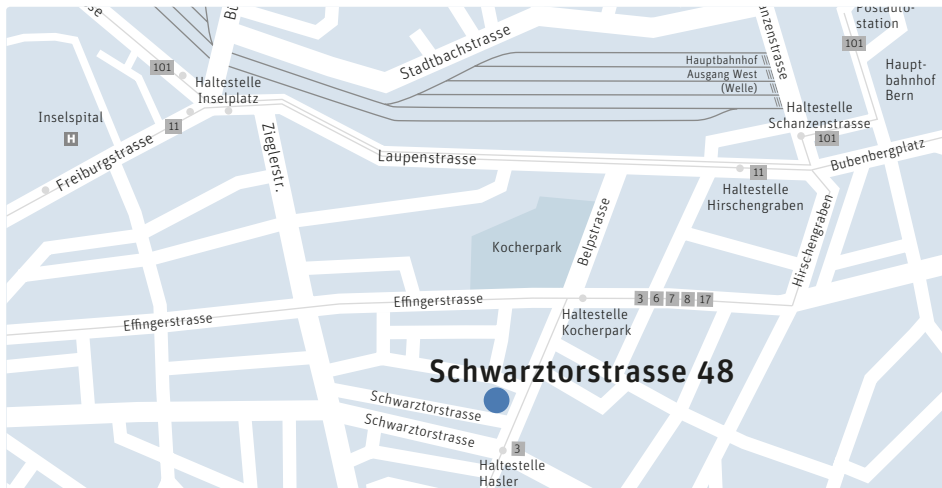 Postauto-
station
101
Haupt-
bahnhof
Bern
Stadtbachstrasse
Hauptbahnhof
Ausgang West
(Welle)
101
Haltestelle
Inselplatz
Haltestelle
Schanzenstrasse
101
Inselspital
H
11
Freiburgstrasse
Zieglerstr.
Laupenstrasse
Bubenbergplatz
11
Haltestelle
Hirschengraben
Kocherpark
Belpstrasse
Hirschengraben
Effingerstrasse
3 6 7 8 17
Effingerstrasse
Haltestelle
Kocherpark
Schwarztorstrasse 48
Schwarztorstrasse
Schwarztorstrasse
3
Haltestelle
Hasler